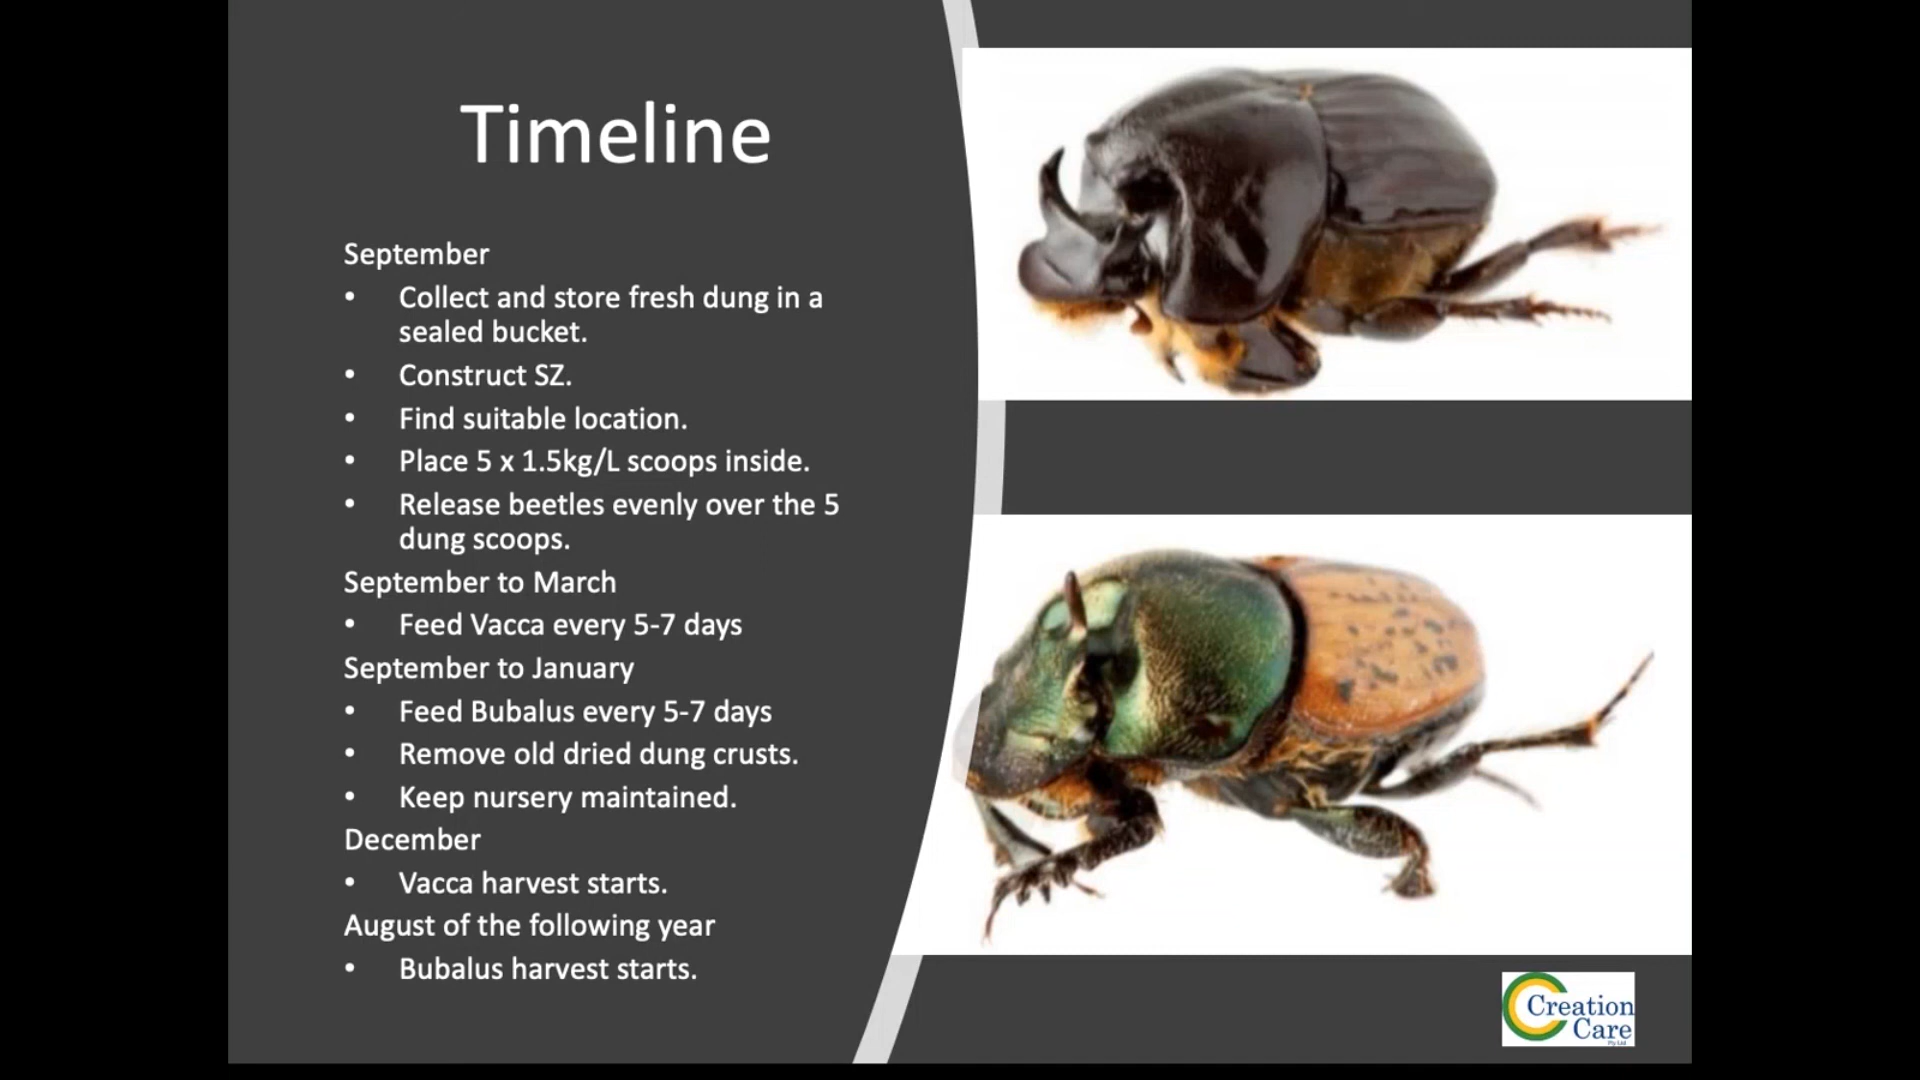 Timeline
September
• Collect and store fresh dung in a
sealed bucket.
• Construct SZ.
• Find suitable location.
• Place 5 x 1.5kg/L scoops inside.
• Release beetles evenly over the 5
dung scoops.
September to March
• Feed Vacca every 5-7 days
September to January
• Feed Bubalus every 5-7 days
• Remove old dried dung crusts.
• Keep nursery maintained.
December
• Vacca harvest starts.
August of the following year
• Bubalus harvest starts.
Creation
Care
Pty Ltd